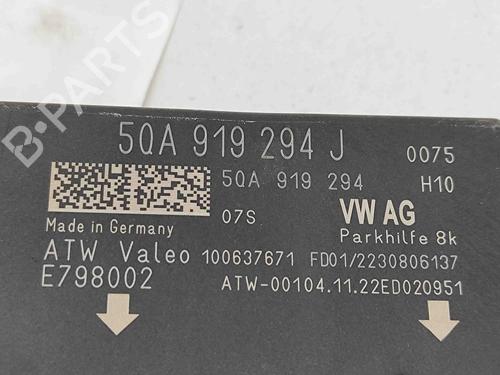 5QA 919 294 J 0075
5QA 919 294 H10
07S VW AG
Made in Germany Parkhilfe 8k
ATW Valeo 100637671 FD01/2230806137
E798002 ATW-00104.11.22ED020951